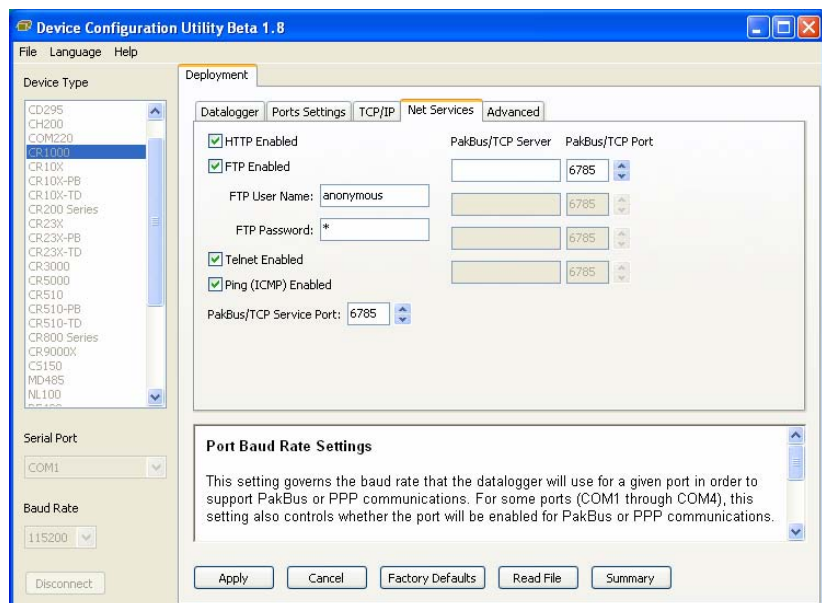 Device Configuration Utility Beta 1.8
File Language Help
Device Type
CD295
CH200
COM220
CR1000
CR10X
CR10X-PB
CR10X-TD
CR200 Series
CR23X
CR23X-PB
CR23X-TD
CR3000
CR5000
CR510
CR510-PB
CR510-TD
CR800 Series
CR9000X
CS150
MD485
NL100
Serial Port
COM1
Baud Rate
115200
Disconnect
Deployment
Datalogger Ports Settings TCP/IP Net Services Advanced
HTTP Enabled
FTP Enabled
FTP User Name: anonymous
FTP Password: *
Telnet Enabled
Ping (ICMP) Enabled
PakBus/TCP Service Port: 6785
PakBus/TCP Server PakBus/TCP Port
6785
6785
6785
6785
Port Baud Rate Settings
This setting governs the baud rate that the datalogger will use for a given port in order to
support PakBus or PPP communications. For some ports (COM1 through COM4), this
setting also controls whether the port will be enabled for PakBus or PPP communications.
Apply Cancel Factory Defaults Read File Summary